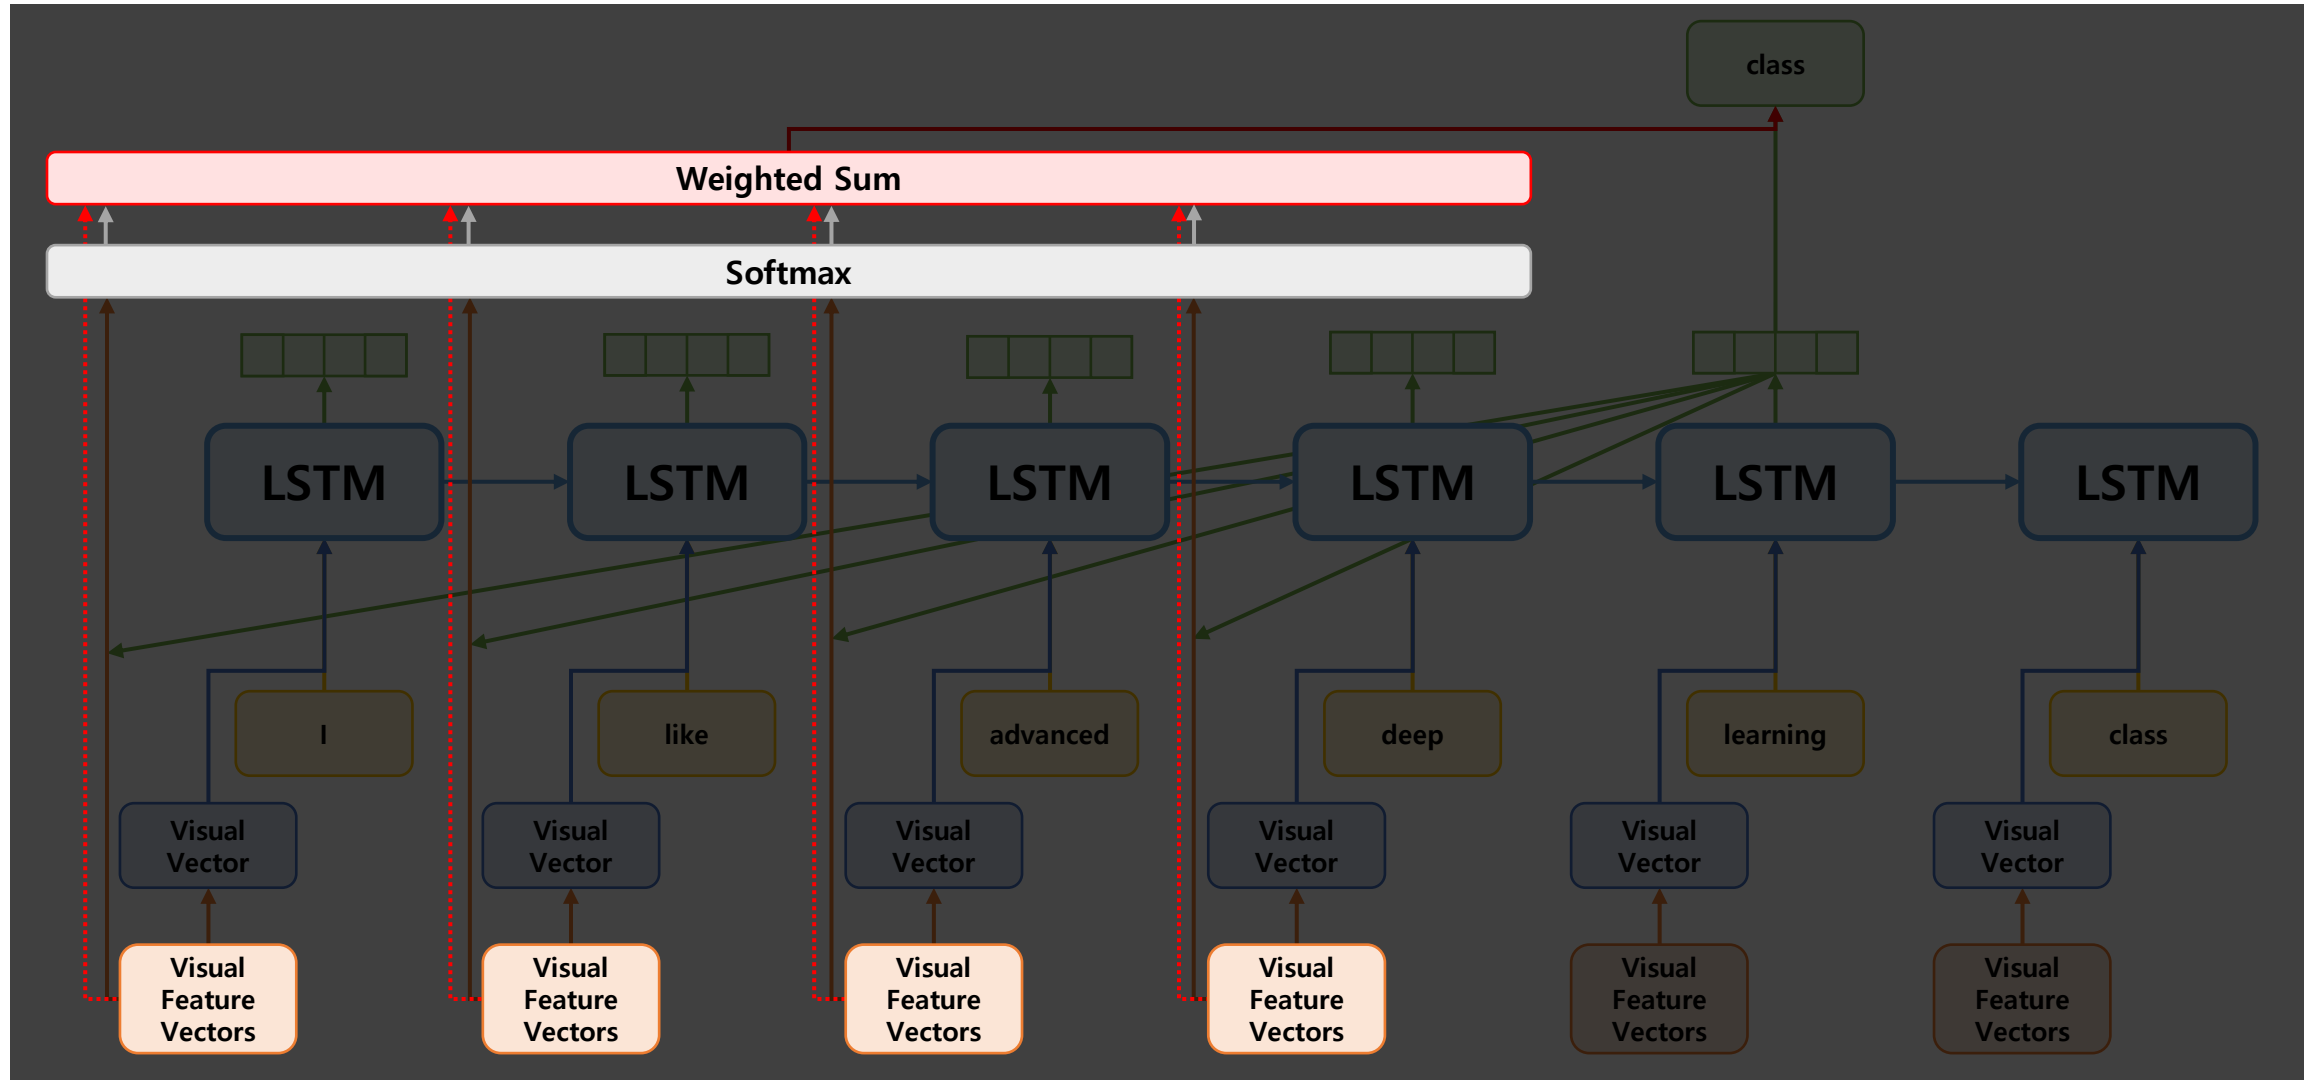 class
Weighted Sum
Softmax
LSTM
LSTM
LSTM
LSTM
LSTM
LSTM
I
like
advanced
deep
learning
class
Visual
Vector
Visual
Vector
Visual
Vector
Visual
Vector
Visual
Vector
Visual
Vector
Visual
Feature
Vectors
Visual
Feature
Vectors
Visual
Feature
Vectors
Visual
Feature
Vectors
Visual
Feature
Vectors
Visual
Feature
Vectors